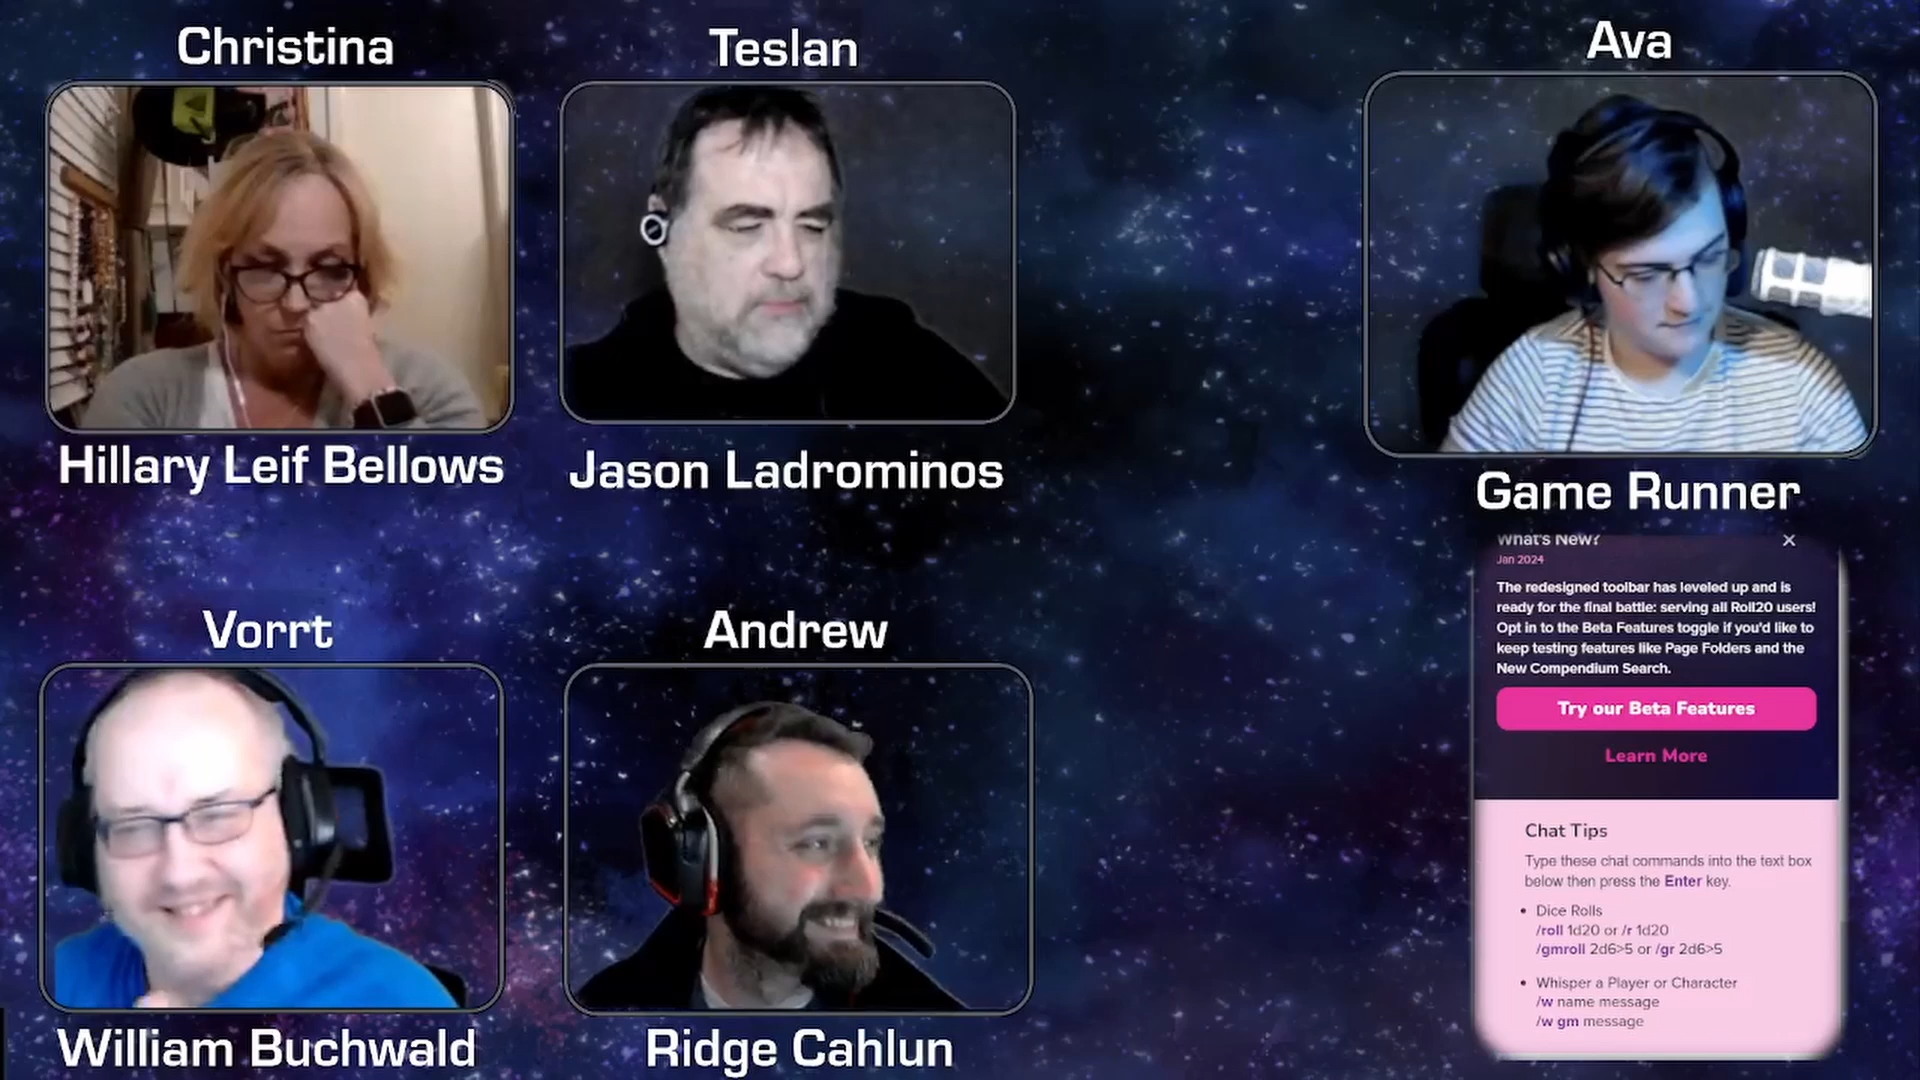 Christina
Teslan
Ava
Hillary Leif Bellows
Jason Ladrominos
Game Runner
Vorrt
Andrew
William Buchwald
Ridge Cahlun
What's New?
Jan 2024
The redesigned toolbar has leveled up and is
ready for the final battle: serving all Roll20 users!
Opt in to the Beta Features toggle if you'd like to
keep testing features like Page Folders and the
New Compendium Search.
Try our Beta Features
Learn More
Chat Tips
Type these chat commands into the text box
below then press the Enter key.
• Dice Rolls
/roll 1d20 or /r 1d20
/gmroll 2d6>5 or /gr 2d6>5
• Whisper a Player or Character
/w name message
/w gm message